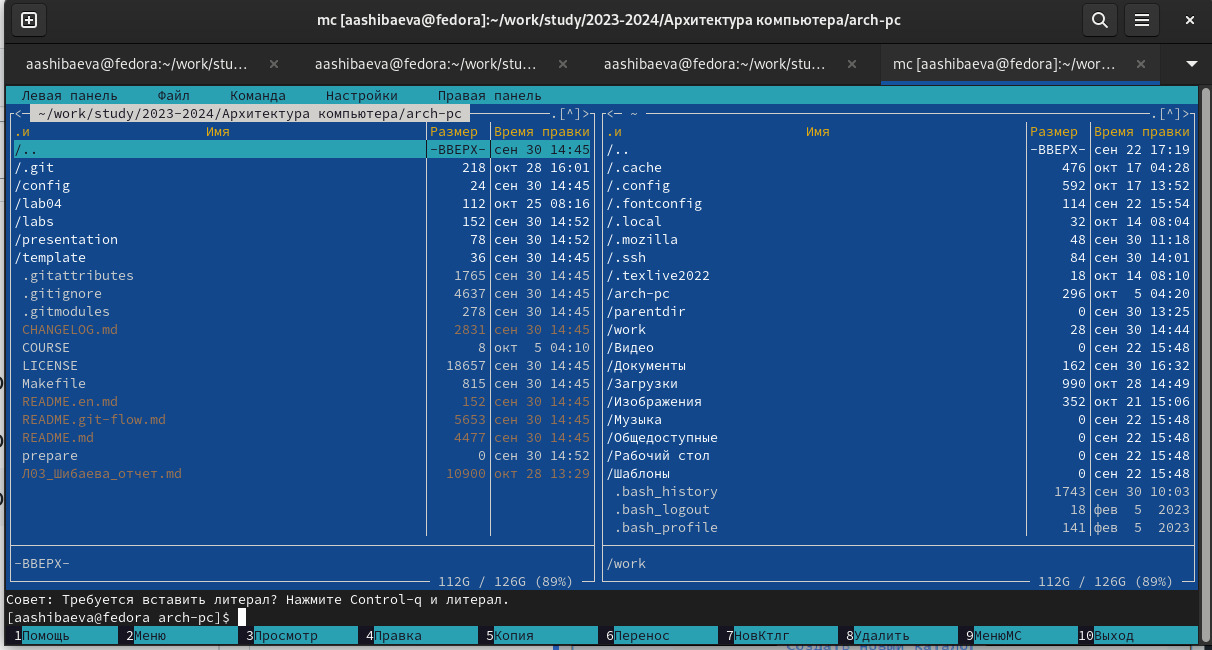 mc [aashibaeva@fedora]:~/work/study/2023-2024/Архитектура компьютера/arch-pc
aashibaeva@fedora:~/work/stu... × aashibaeva@fedora:~/work/stu... × aashibaeva@fedora:~/work/stu... × mc [aashibaeva@fedora]:~/wor... ×
Левая панель Файл Команда Настройки Правая панель
<─ ~/work/study/2023-2024/Архитектура компьютера/arch-pc ─.[^]>
.и Имя Размер Время правки
/.. -ВВЕРХ- сен 30 14:45
/.git 218 окт 28 16:01
/config 24 сен 30 14:45
/lab04 112 окт 25 08:16
/labs 152 сен 30 14:52
/presentation 78 сен 30 14:52
/template 36 сен 30 14:45
.gitattributes 1765 сен 30 14:45
.gitignore 4637 сен 30 14:45
.gitmodules 278 сен 30 14:45
CHANGELOG.md 2831 сен 30 14:45
COURSE 8 окт 5 04:10
LICENSE 18657 сен 30 14:45
Makefile 815 сен 30 14:45
README.en.md 152 сен 30 14:45
README.git-flow.md 5653 сен 30 14:45
README.md 4477 сен 30 14:45
prepare 0 сен 30 14:52
Л03_Шибаева_отчет.md 10900 окт 28 13:29
-ВВЕРХ-
112G / 126G (89%)
<─ ~ ─.[^]>
.и Имя Размер Время правки
/.. -ВВЕРХ- сен 22 17:19
/.cache 476 окт 17 04:28
/.config 592 окт 17 13:52
/.fontconfig 114 сен 22 15:54
/.local 32 окт 14 08:04
/.mozilla 48 сен 30 11:18
/.ssh 84 сен 30 14:01
/.texlive2022 18 окт 14 08:10
/arch-pc 296 окт 5 04:20
/parentdir 0 сен 30 13:25
/work 28 сен 30 14:44
/Видео 0 сен 22 15:48
/Документы 162 сен 30 16:32
/Загрузки 990 окт 28 14:49
/Изображения 352 окт 21 15:06
/Музыка 0 сен 22 15:48
/Общедоступные 0 сен 22 15:48
/Рабочий стол 0 сен 22 15:48
/Шаблоны 0 сен 22 15:48
.bash_history 1743 сен 30 10:03
.bash_logout 18 фев 5 2023
.bash_profile 141 фев 5 2023
/work
112G / 126G (89%)
Совет: Требуется вставить литерал? Нажмите Control-q и литерал.
[aashibaeva@fedora arch-pc]$
1Помощь 2Меню 3Просмотр 4Правка 5Копия 6Перенос 7НовКтлг 8Удалить 9МенюМС 10Выход